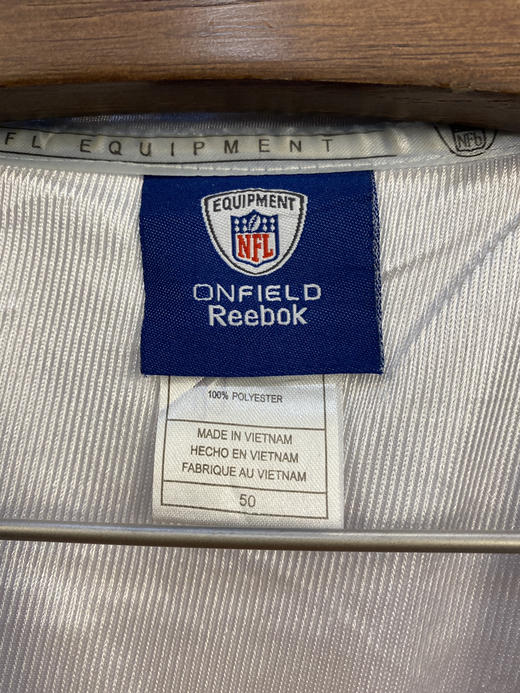 FL EQUIPMENT
NFL
EQUIPMENT
NFL
ONFIELD
Reebok
100% POLYESTER
MADE IN VIETNAM
HECHO EN VIETNAM
FABRIQUE AU VIETNAM
50